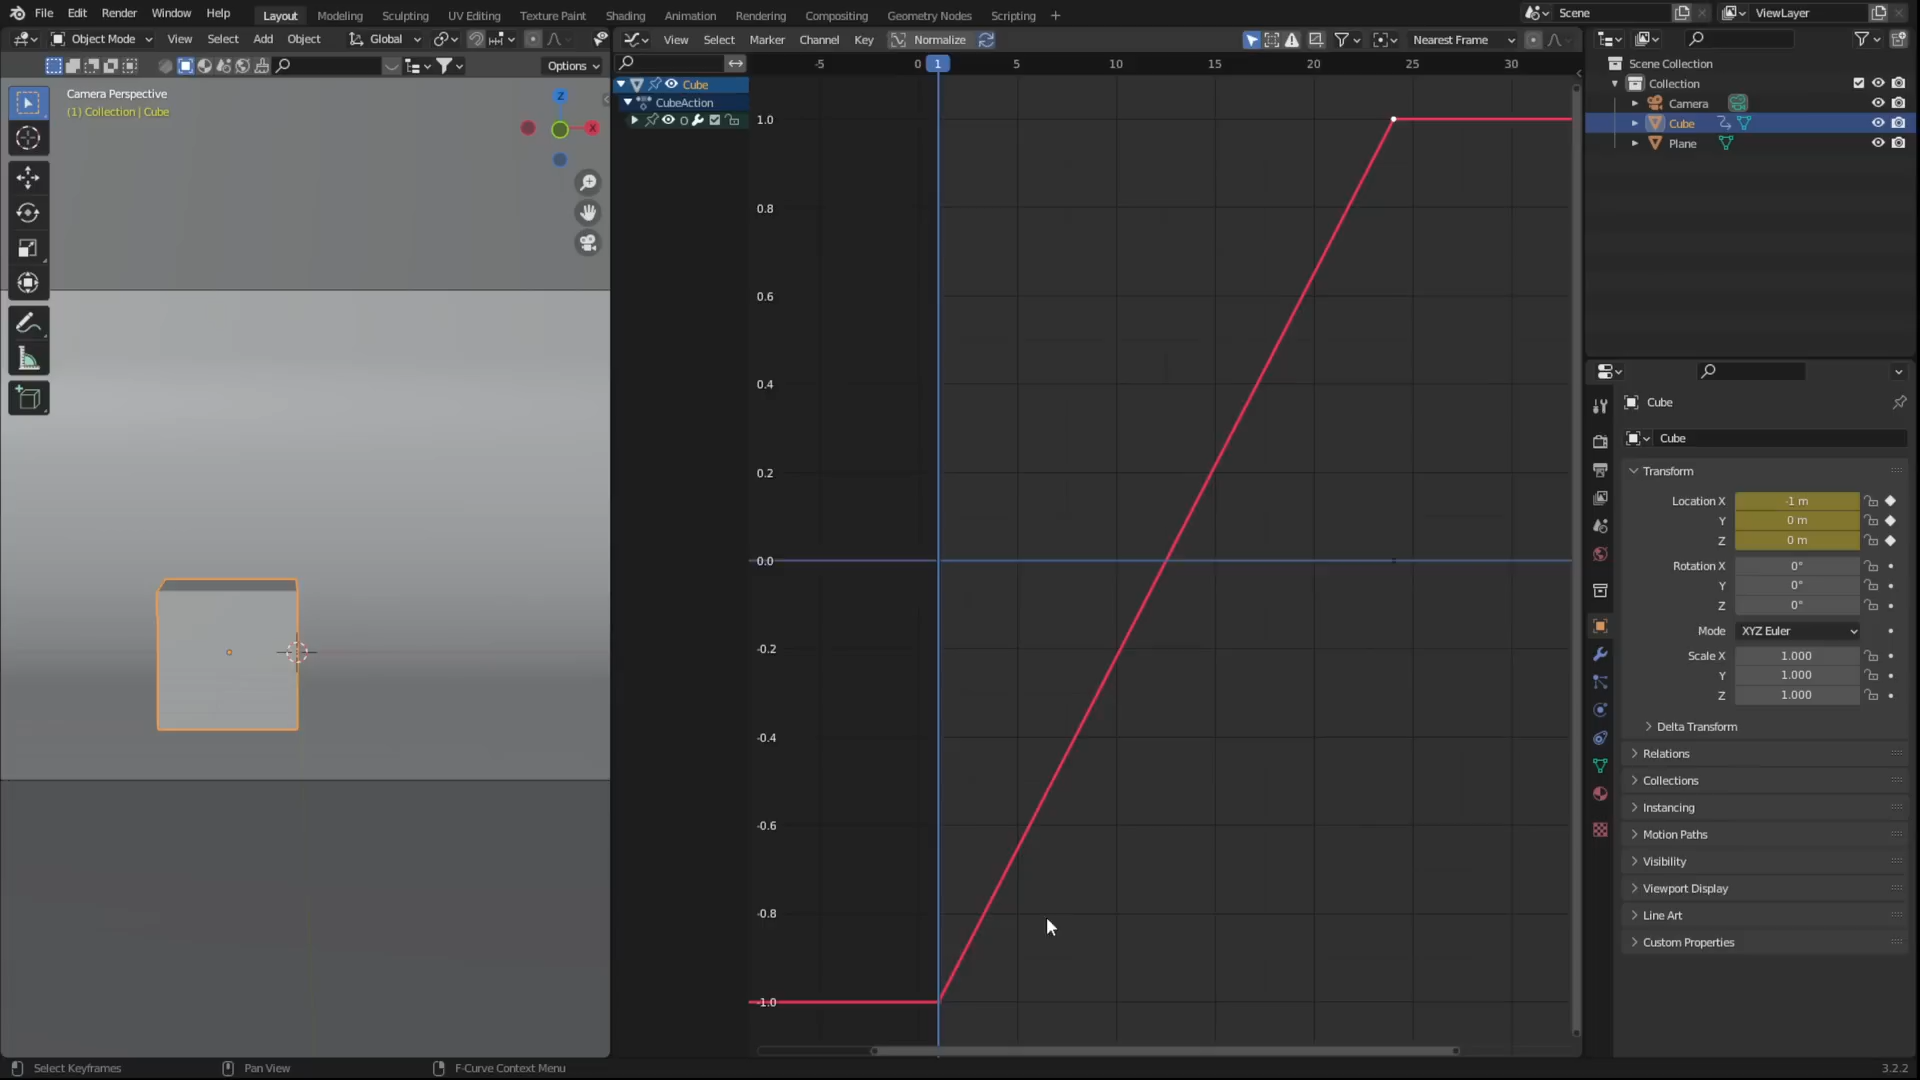 File Edit Render Window Help Layout Modeling Sculpting UV Editing Texture Paint Shading Animation Rendering Compositing Geometry Nodes Scripting + Scene ViewLayer
Object Mode View Select Add Object Global View Select Marker Channel Key Normalize Nearest Frame
Options
-5 0 1 5 10 15 20 25 30
Camera Perspective
(1) Collection | Cube
Z
X
Cube
CubeAction
1.0
0.8
0.6
0.4
0.2
0.0
-0.2
-0.4
-0.6
-0.8
-1.0
Scene Collection
Collection
Camera
Cube
Plane
Cube
Cube
Transform
Location X -1 m
Y 0 m
Z 0 m
Rotation X 0°
Y 0°
Z 0°
Mode XYZ Euler
Scale X 1.000
Y 1.000
Z 1.000
Delta Transform
Relations
Collections
Instancing
Motion Paths
Visibility
Viewport Display
Line Art
Custom Properties
Select Keyframes Pan View F-Curve Context Menu 3.2.2